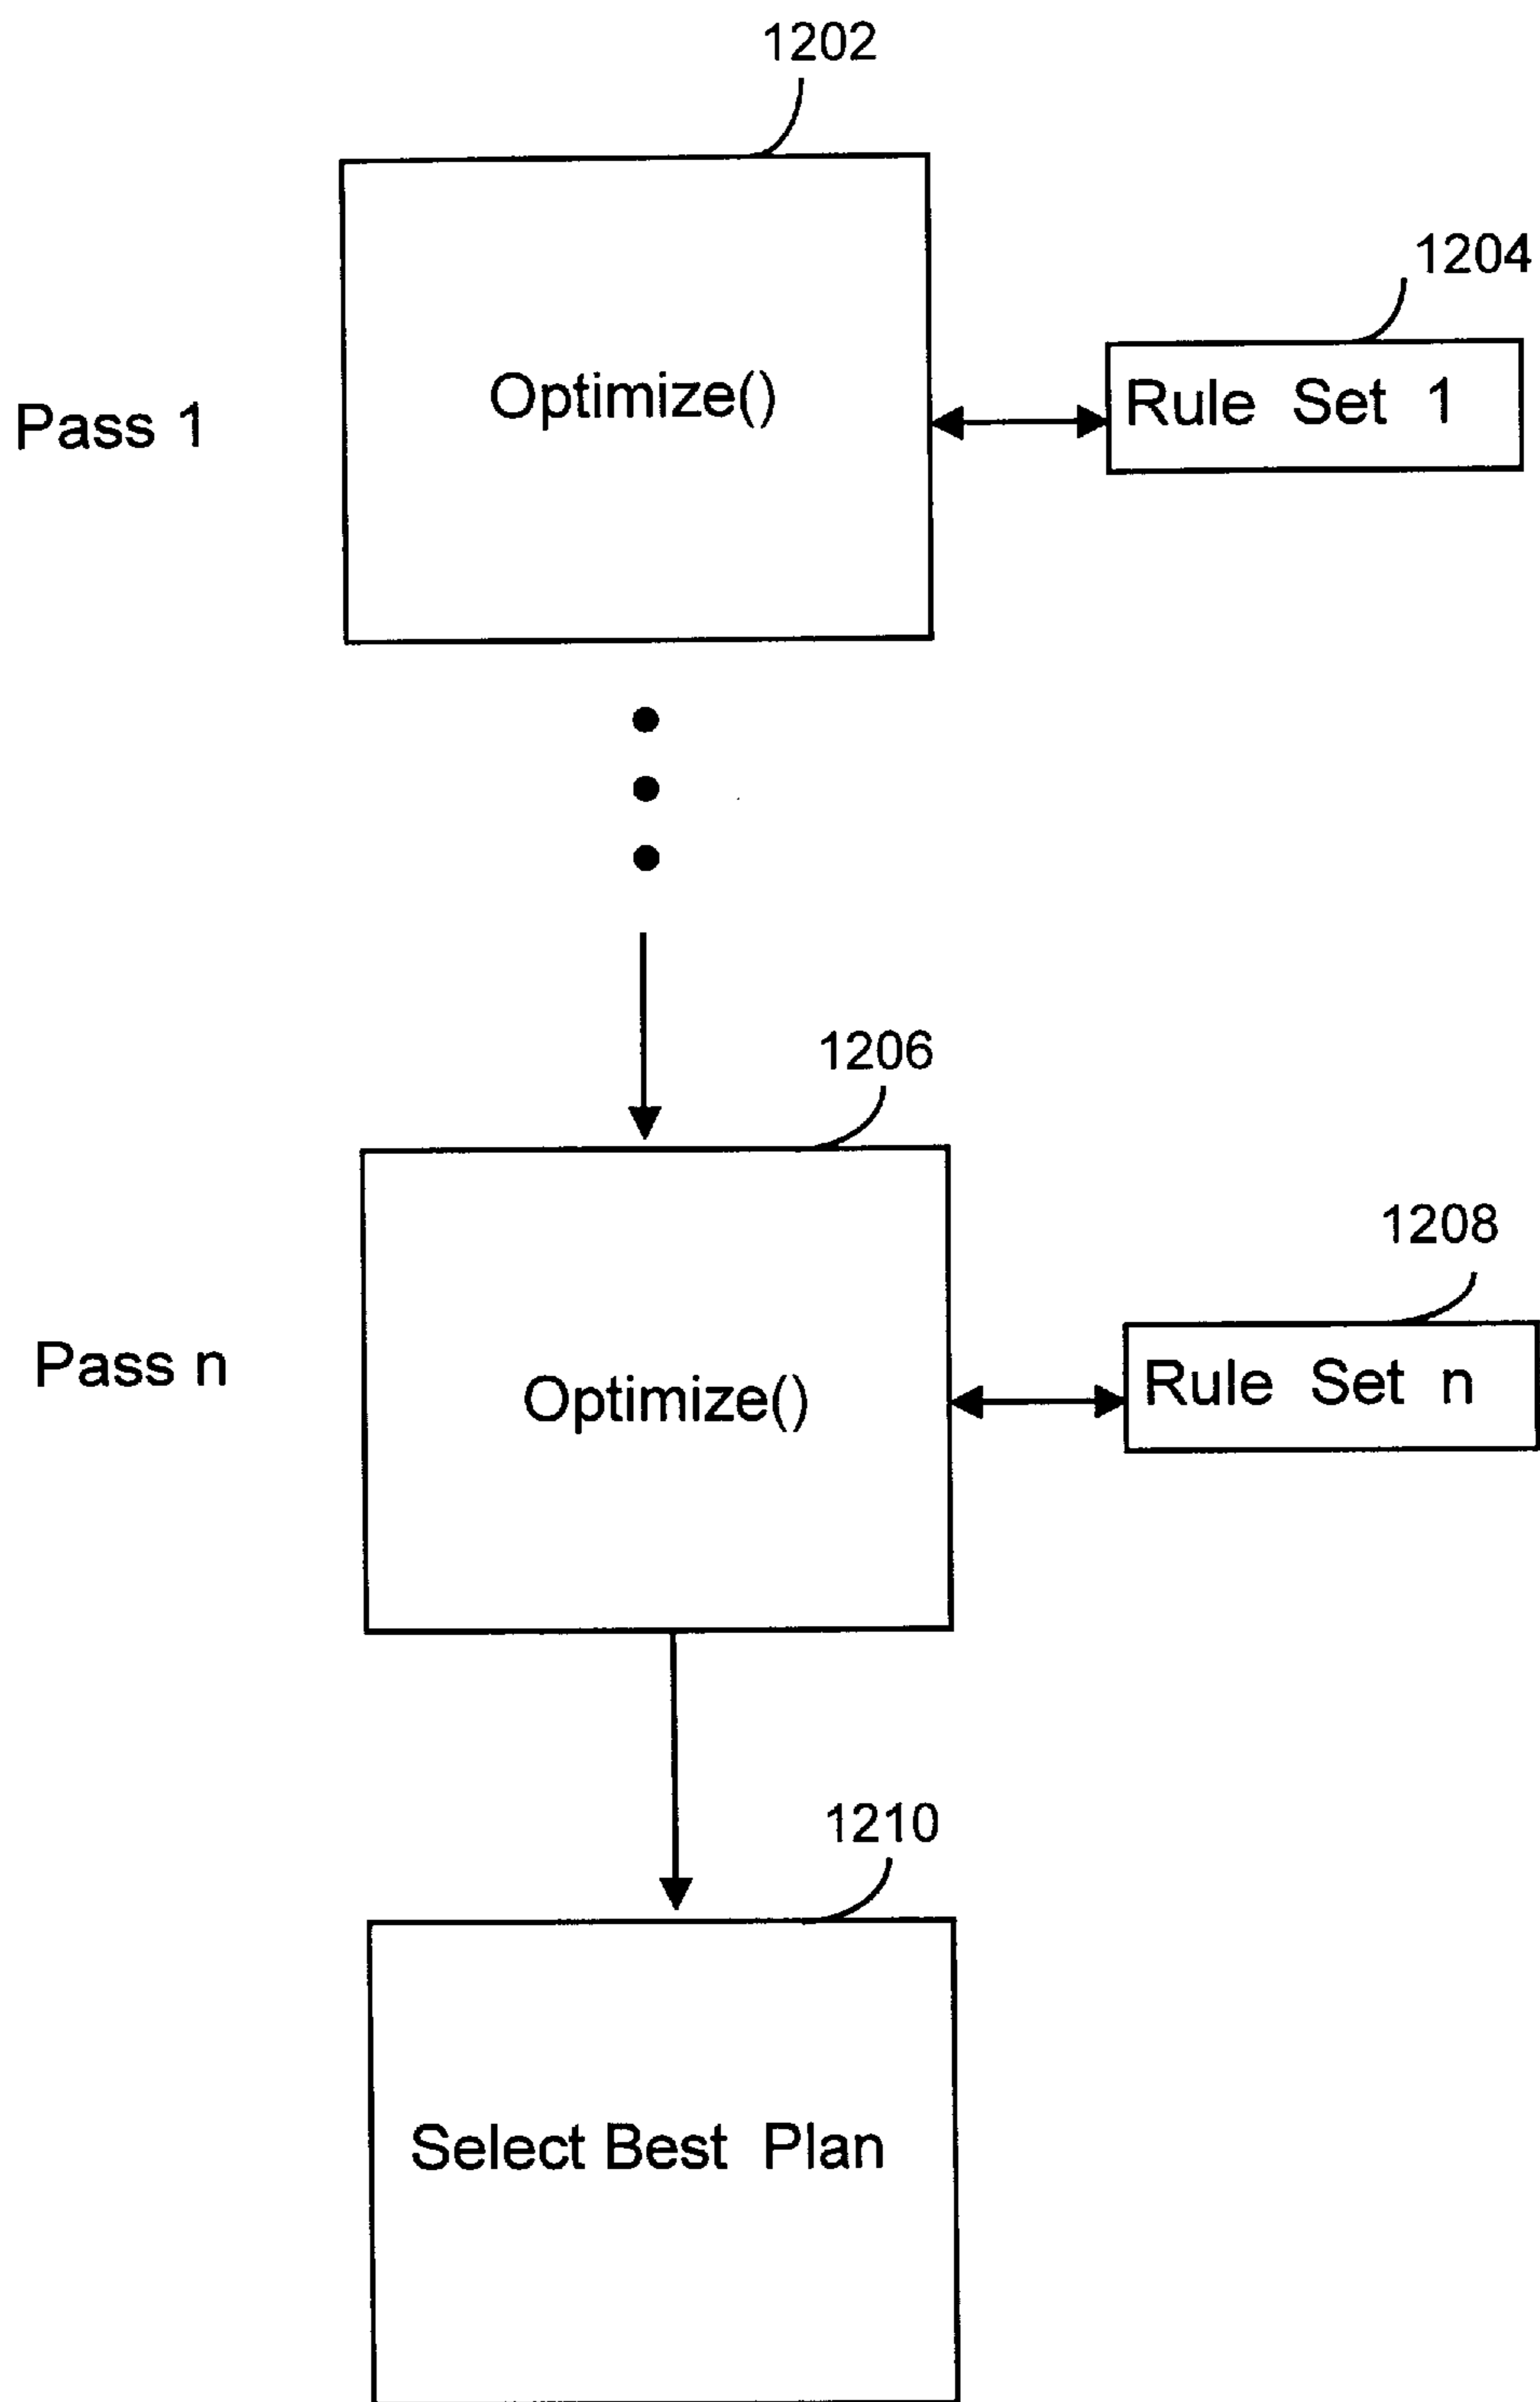 1202
1204
Pass 1
Optimize()
Rule Set 1
1206
1208
Pass n
Optimize()
Rule Set n
1210
Select Best Plan